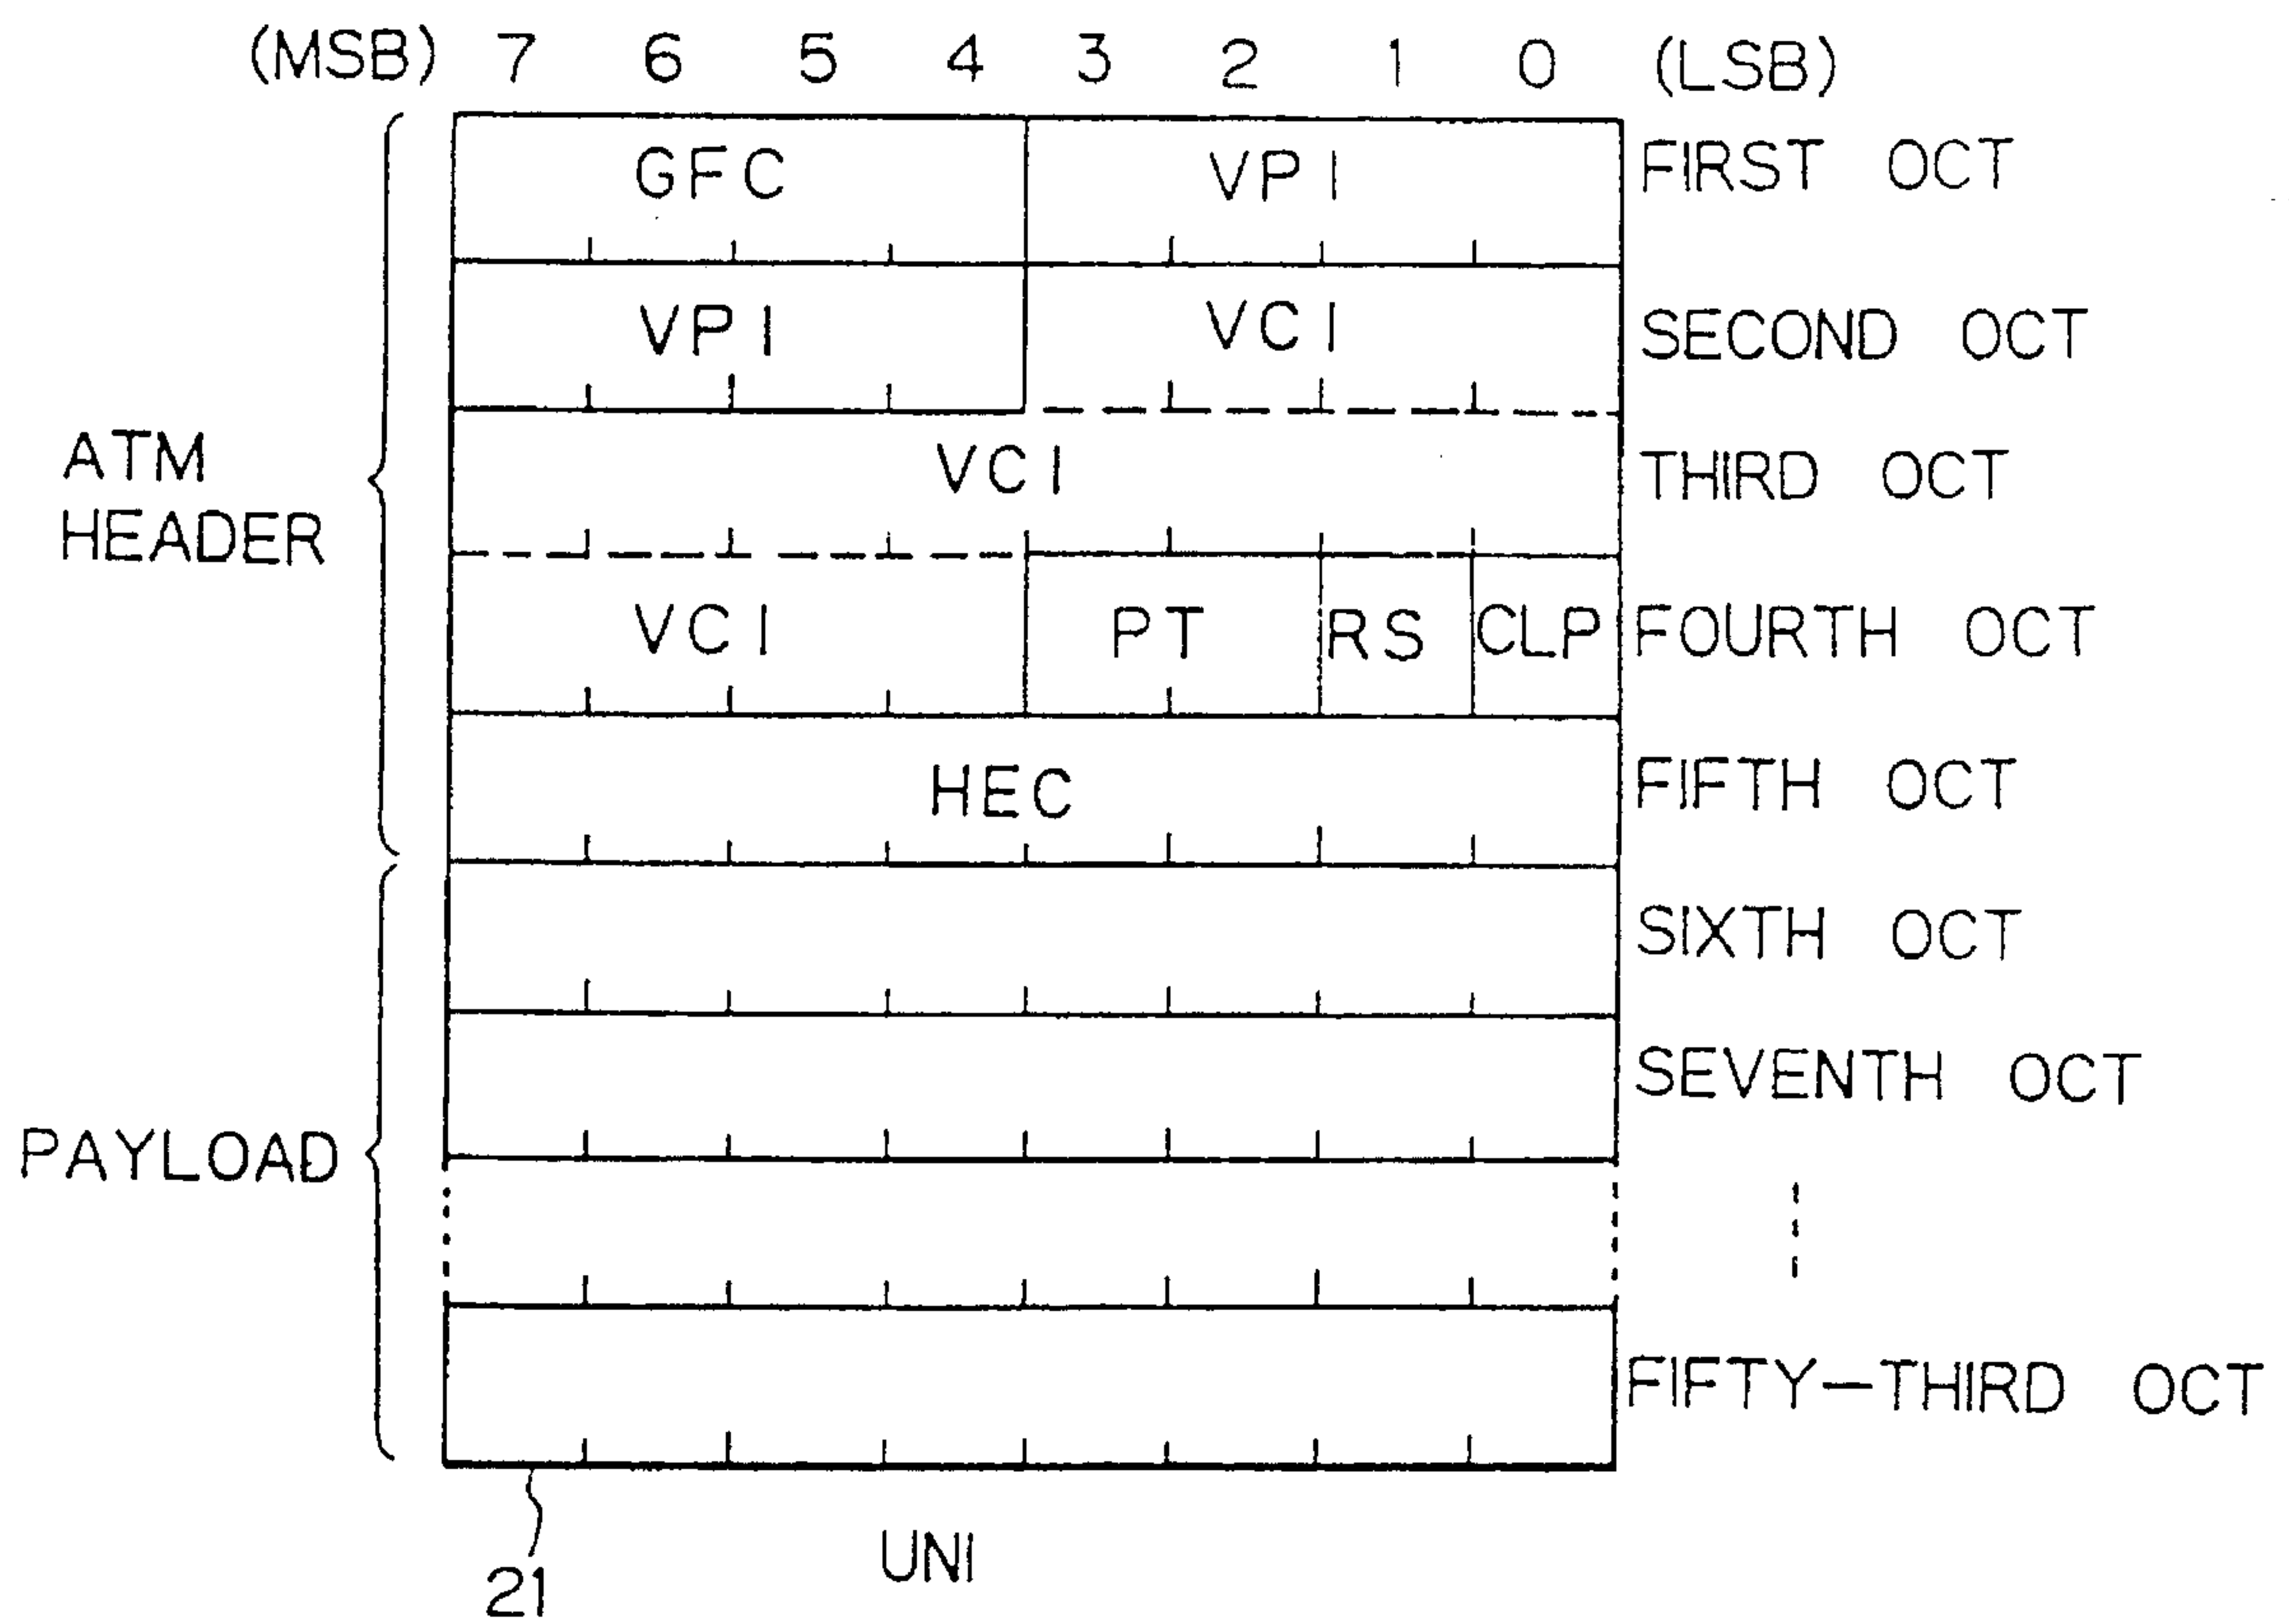 (MSB) 7 6 5 4 3 2 1 0 (LSB)
GFC VPI FIRST OCT
VPI VCI SECOND OCT
VCI THIRD OCT
ATM
HEADER
VCI PT RS CLP FOURTH OCT
HEC FIFTH OCT
SIXTH OCT
SEVENTH OCT
PAYLOAD
FIFTY-THIRD OCT
21
UNI